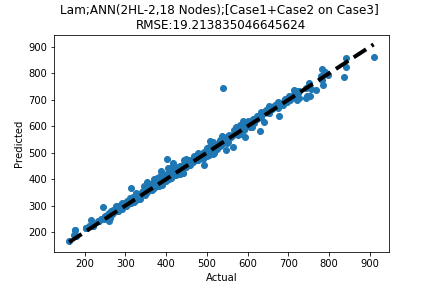 Lam;ANN(2HL-2,18 Nodes);[Case1+Case2 on Case3]
RMSE:19.213835046645624
900
800
700
600
500
400
300
200
Predicted
200 300 400 500 600 700 800 900
Actual